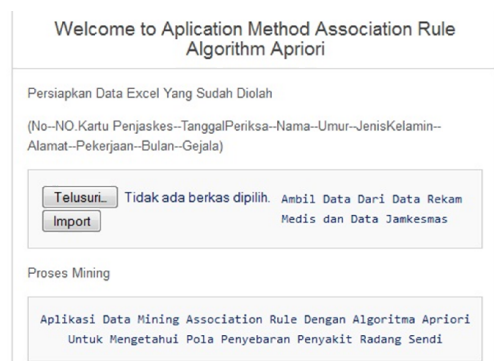 Welcome to Aplication Method Association Rule
Algorithm Apriori
Persiapkan Data Excel Yang Sudah Diolah
(No--NO.Kartu Penjaskes--TanggalPeriksa--Nama--Umur--JenisKelamin--
Alamat--Pekerjaan--Bulan--Gejala)
Telusuri... Tidak ada berkas dipilih. Ambil Data Dari Data Rekam
Import Medis dan Data Jamkesmas
Proses Mining
Aplikasi Data Mining Association Rule Dengan Algoritma Apriori
Untuk Mengetahui Pola Penyebaran Penyakit Radang Sendi